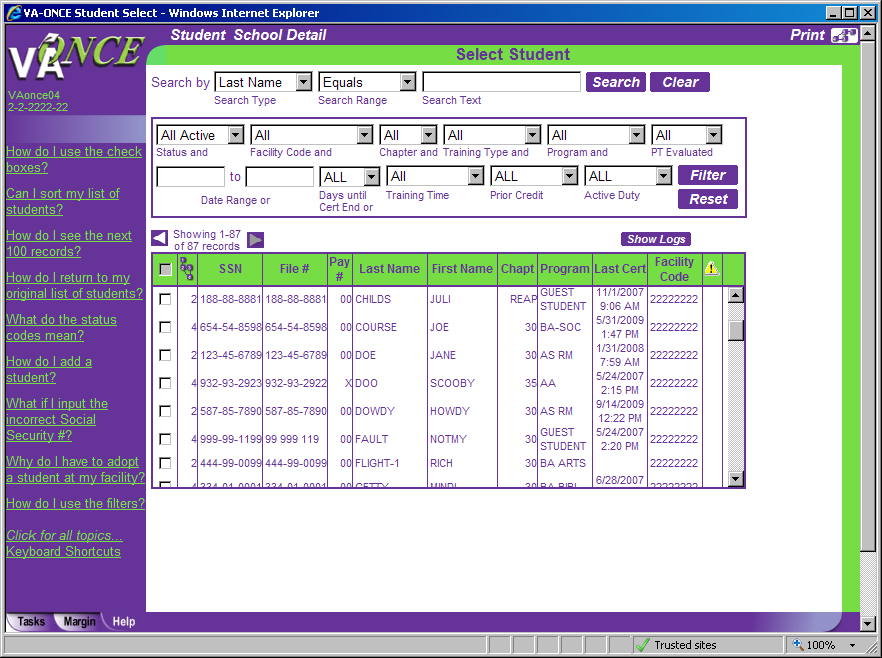 VA-ONCE Student Select - Windows Internet Explorer
VA ONCE
Student School Detail
Print
Select Student
VAonce04
2-2-2222-22
Search by Last Name Equals Search Clear
Search Type Search Range Search Text
All Active All All All All All
Status and Facility Code and Chapter and Training Type and Program and PT Evaluated
to ALL All ALL ALL Filter
Date Range or Days until Cert End or Training Time Prior Credit Active Duty Reset
Showing 1-87
of 87 records
Show Logs
SSN File # Pay # Last Name First Name Chapt Program Last Cert Facility Code
2 188-88-8881 188-88-8881 00 CHILDS JULI REAP GUEST STUDENT 11/1/2007 9:06 AM 22222222
4 654-54-8598 654-54-8598 00 COURSE JOE 30 BA-SOC 5/31/2009 1:47 PM 22222222
2 123-45-6789 123-45-6789 00 DOE JANE 30 AS RM 1/31/2008 7:59 AM 22222222
4 932-93-2923 932-93-2922 X DOO SCOOBY 35 AA 5/24/2007 2:15 PM 22222222
2 587-85-7890 587-85-7890 00 DOWDY HOWDY 30 AS RM 9/14/2009 12:22 PM 22222222
4 999-99-1199 99 999 119 00 FAULT NOTMY 30 GUEST STUDENT 5/24/2007 2:20 PM 22222222
2 444-99-0099 444-99-0099 00 FLIGHT-1 RICH 30 BA ARTS 22222222
6/28/2007
How do I use the check
boxes?
Can I sort my list of
students?
How do I see the next
100 records?
How do I return to my
original list of students?
What do the status
codes mean?
How do I add a
student?
What if I input the
incorrect Social
Security #?
Why do I have to adopt
a student at my facility?
How do I use the filters?
Click for all topics...
Keyboard Shortcuts
Tasks Margin Help
Trusted sites 100%